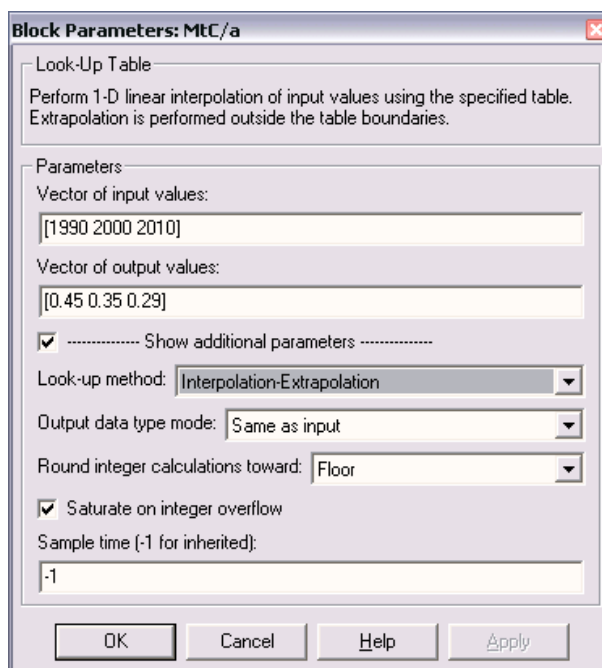 Block Parameters: MtC/a
Look-Up Table
Perform 1-D linear interpolation of input values using the specified table.
Extrapolation is performed outside the table boundaries.
Parameters
Vector of input values:
[1990 2000 2010]
Vector of output values:
[0.45 0.35 0.29]
--------------- Show additional parameters ---------------
Look-up method: Interpolation-Extrapolation
Output data type mode: Same as input
Round integer calculations toward: Floor
Saturate on integer overflow
Sample time (-1 for inherited):
-1
OK Cancel Help Apply